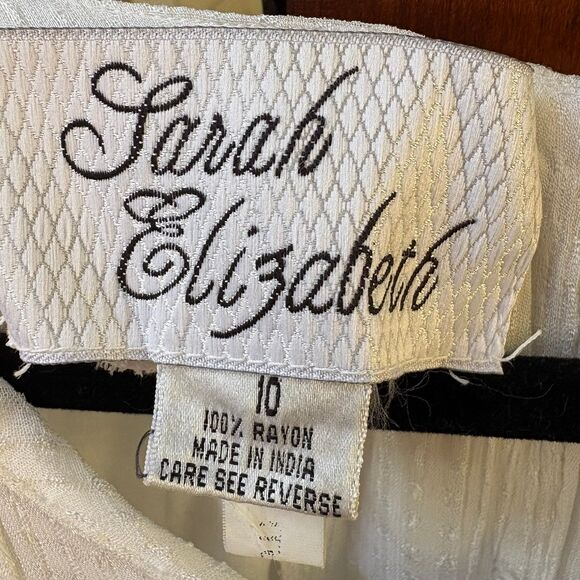 Sarah
Elizabeth
10
100% RAYON
MADE IN INDIA
CARE SEE REVERSE